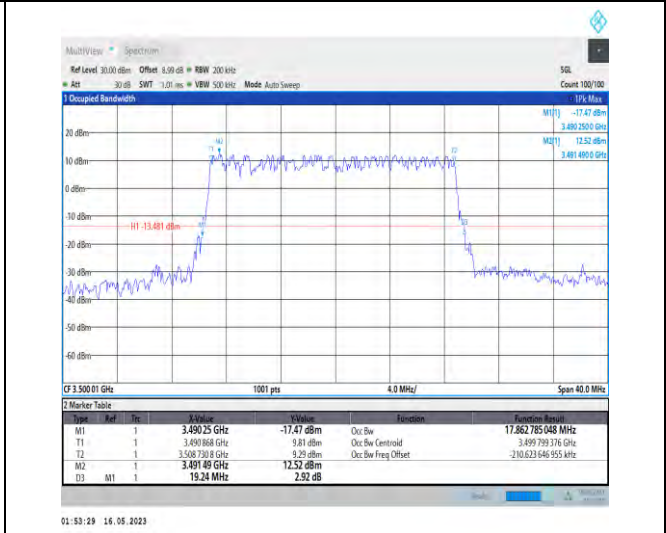 MultiView Spectrum
Ref Level 30.00 dBm Offset 8.99 dB RBW 200 kHz SGL
Att 30 dB SWT 1.01 ms VBW 500 kHz Mode Auto Sweep Count 100/100
1 Occupied Bandwidth 1Pk Max
M1[1] -17.47 dBm
3.490 250 0 GHz
M2[1] 12.52 dBm
3.491 490 0 GHz
20 dBm
M2
T1 T2
10 dBm
0 dBm
-10 dBm
H1 -13.481 dBm
D3
-20 dBm
-30 dBm
-40 dBm
-50 dBm
-60 dBm
CF 3.500 01 GHz 1001 pts 4.0 MHz/ Span 40.0 MHz
2 Marker Table
Type Ref Trc X-Value Y-Value Function Function Result
M1 1 3.490 25 GHz -17.47 dBm Occ Bw 17.862 785 048 MHz
T1 1 3.490 868 GHz 9.81 dBm Occ Bw Centroid 3.499 799 376 GHz
T2 1 3.508 730 8 GHz 9.29 dBm Occ Bw Freq Offset -210.623 646 955 kHz
M2 1 3.491 49 GHz 12.52 dBm
D3 M1 1 19.24 MHz 2.92 dB
01:53:29 16.05.2023